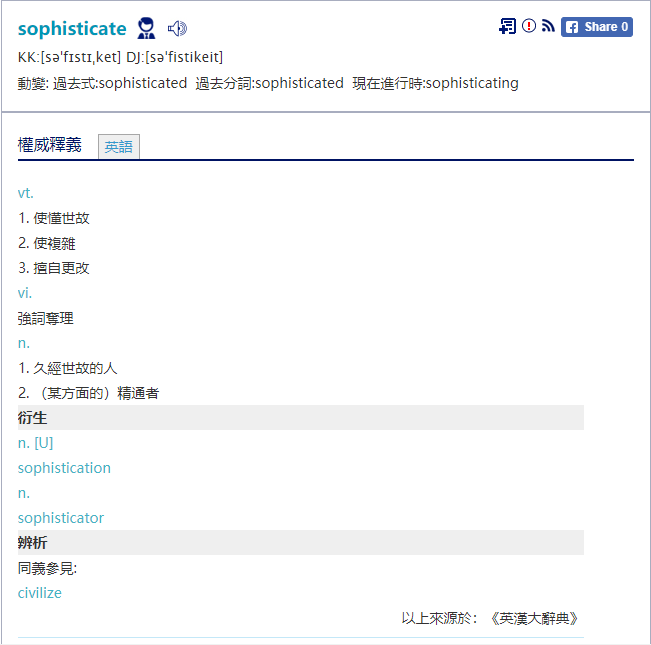 sophisticate
Share 0
KK:[səˈfɪstɪˌket] DJ:[səˈfistikeit]
動變: 過去式:sophisticated 過去分詞:sophisticated 現在進行時:sophisticating
權威釋義 英語
vt.
1. 使懂世故
2. 使複雜
3. 擅自更改
vi.
強詞奪理
n.
1. 久經世故的人
2. （某方面的）精通者
衍生
n. [U]
sophistication
n.
sophisticator
辨析
同義參見:
civilize
以上來源於：《英漢大辭典》